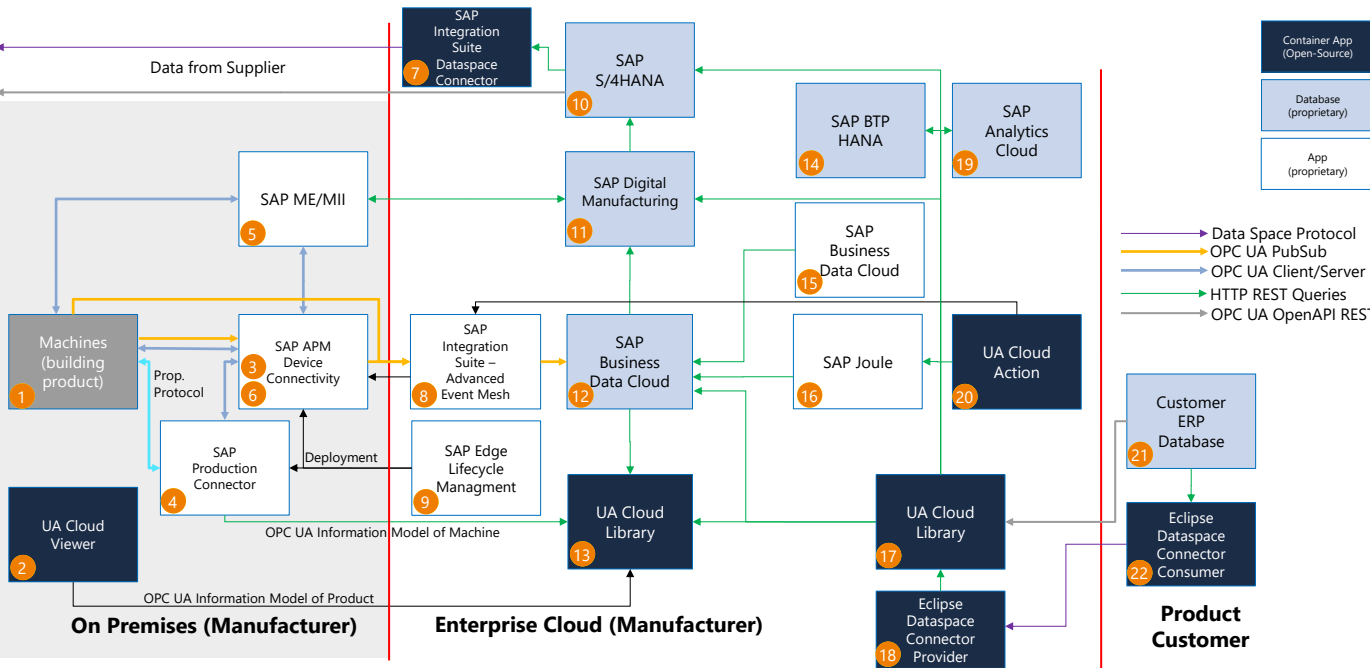 SAP
Integration
Suite
Dataspace
Connector
7
Data from Supplier
SAP
S/4HANA
10
SAP BTP
HANA
14
SAP
Analytics
Cloud
19
Container App
(Open-Source)
Database
(proprietary)
App
(proprietary)
SAP ME/MII
5
SAP Digital
Manufacturing
11
SAP
Business
Data Cloud
15
Data Space Protocol
OPC UA PubSub
OPC UA Client/Server
HTTP REST Queries
OPC UA OpenAPI REST
Machines
(building
product)
1
Prop.
Protocol
SAP APM
Device
Connectivity
3
6
SAP
Integration
Suite –
Advanced
Event Mesh
8
SAP
Business
Data Cloud
12
SAP Joule
16
UA Cloud
Action
20
Customer
ERP
Database
21
SAP
Production
Connector
4
Deployment
SAP Edge
Lifecycle
Managment
9
UA Cloud
Viewer
2
OPC UA Information Model of Machine
UA Cloud
Library
13
UA Cloud
Library
17
Eclipse
Dataspace
Connector
Consumer
22
OPC UA Information Model of Product
Eclipse
Dataspace
Connector
Provider
18
On Premises (Manufacturer)
Enterprise Cloud (Manufacturer)
Product
Customer